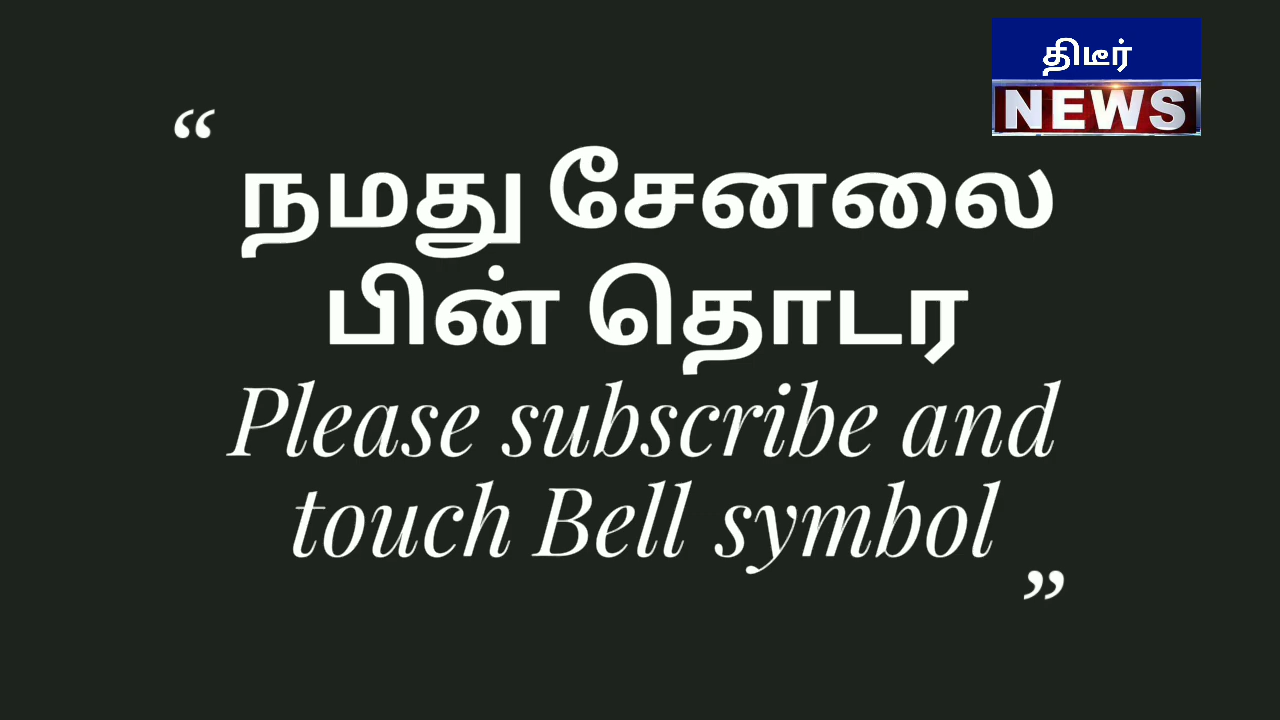 திடீர்
NEWS
“
நமது சேனலை
பின் தொடர
Please subscribe and
touch Bell symbol
”